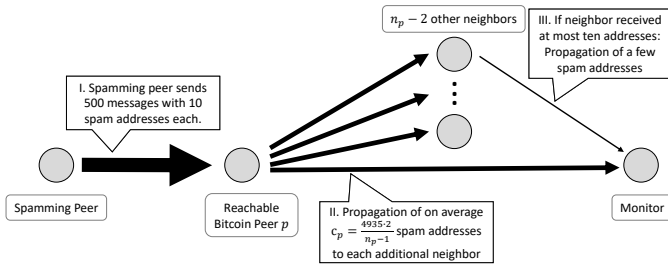 n_p − 2 other neighbors
III. If neighbor received
at most ten addresses:
Propagation of a few
spam addresses
I. Spamming peer sends
500 messages with 10
spam addresses each.
Spamming Peer
Reachable
Bitcoin Peer p
II. Propagation of on average
c_p = \frac{4935·2}{n_p−1} spam addresses
to each additional neighbor
Monitor